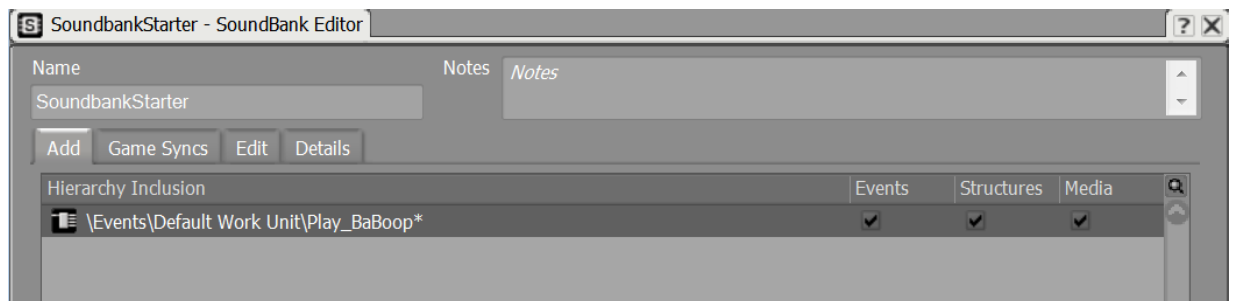 SoundbankStarter - SoundBank Editor
Name
Notes
Notes
SoundbankStarter
Add Game Syncs Edit Details
Hierarchy Inclusion Events Structures Media
\Events\Default Work Unit\Play_BaBoop*